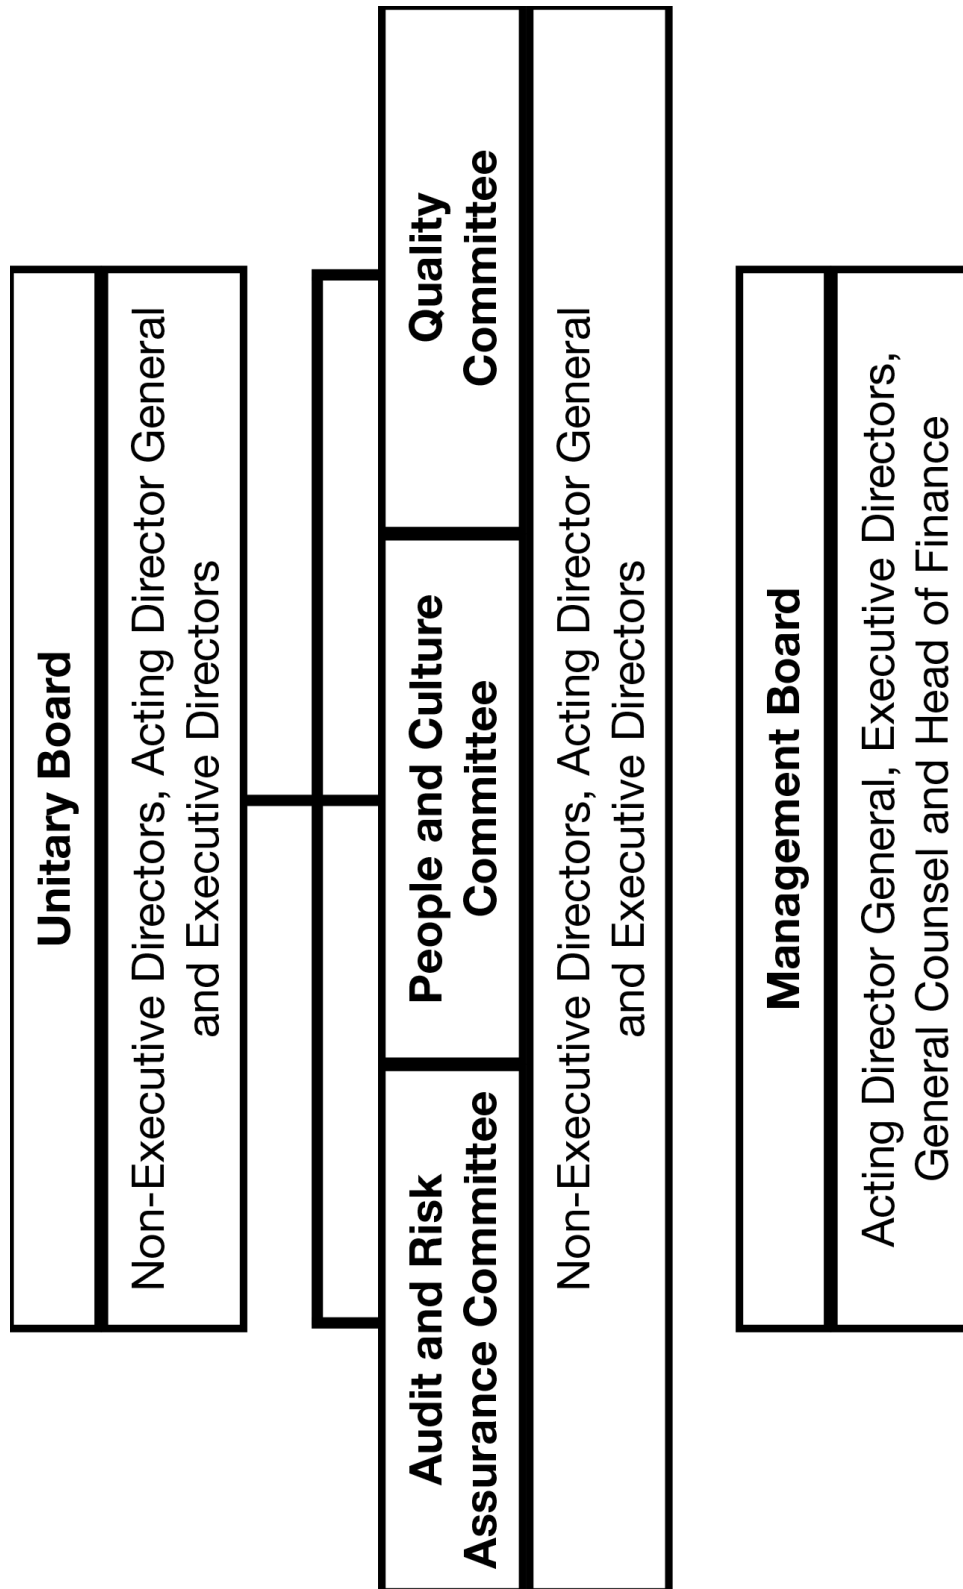 Unitary Board
Non-Executive Directors, Acting Director General
and Executive Directors
Audit and Risk
Assurance Committee
People and Culture
Committee
Quality
Committee
Non-Executive Directors, Acting Director General
and Executive Directors
Management Board
Acting Director General, Executive Directors,
General Counsel and Head of Finance